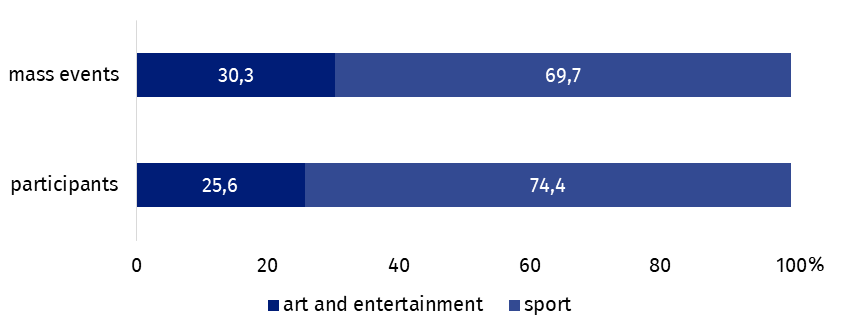 mass events 30,3 69,7
participants 25,6 74,4
0 20 40 60 80 100%
art and entertainment sport